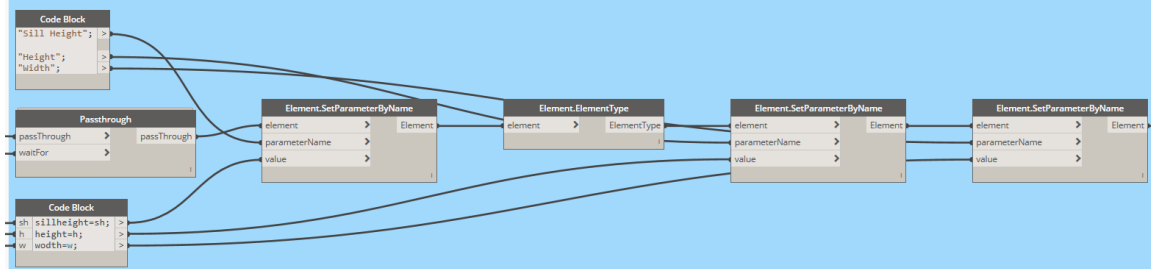 Code Block
"Sill Height"; >
"Height"; >
"Width"; >
Passthrough
passThrough > passThrough
waitFor >
Code Block
sh sillheight=sh; >
h height=h; >
w wodth=w; >
Element.SetParameterByName
element > Element
parameterName >
value >
Element.ElementType
element > ElementType
Element.SetParameterByName
element > Element
parameterName >
value >
Element.SetParameterByName
element > Element
parameterName >
value >